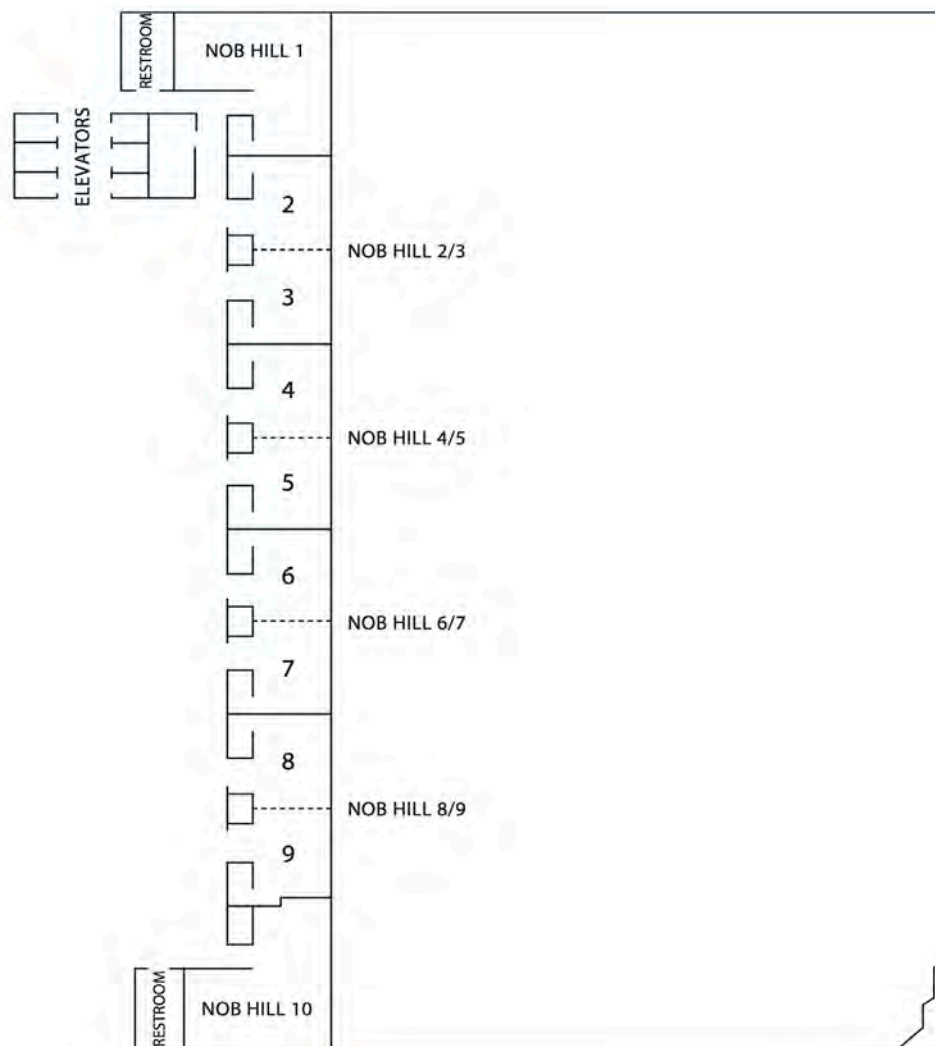 RESTROOM
NOB HILL 1
ELEVATORS
2
NOB HILL 2/3
3
4
NOB HILL 4/5
5
6
NOB HILL 6/7
7
8
NOB HILL 8/9
9
RESTROOM
NOB HILL 10